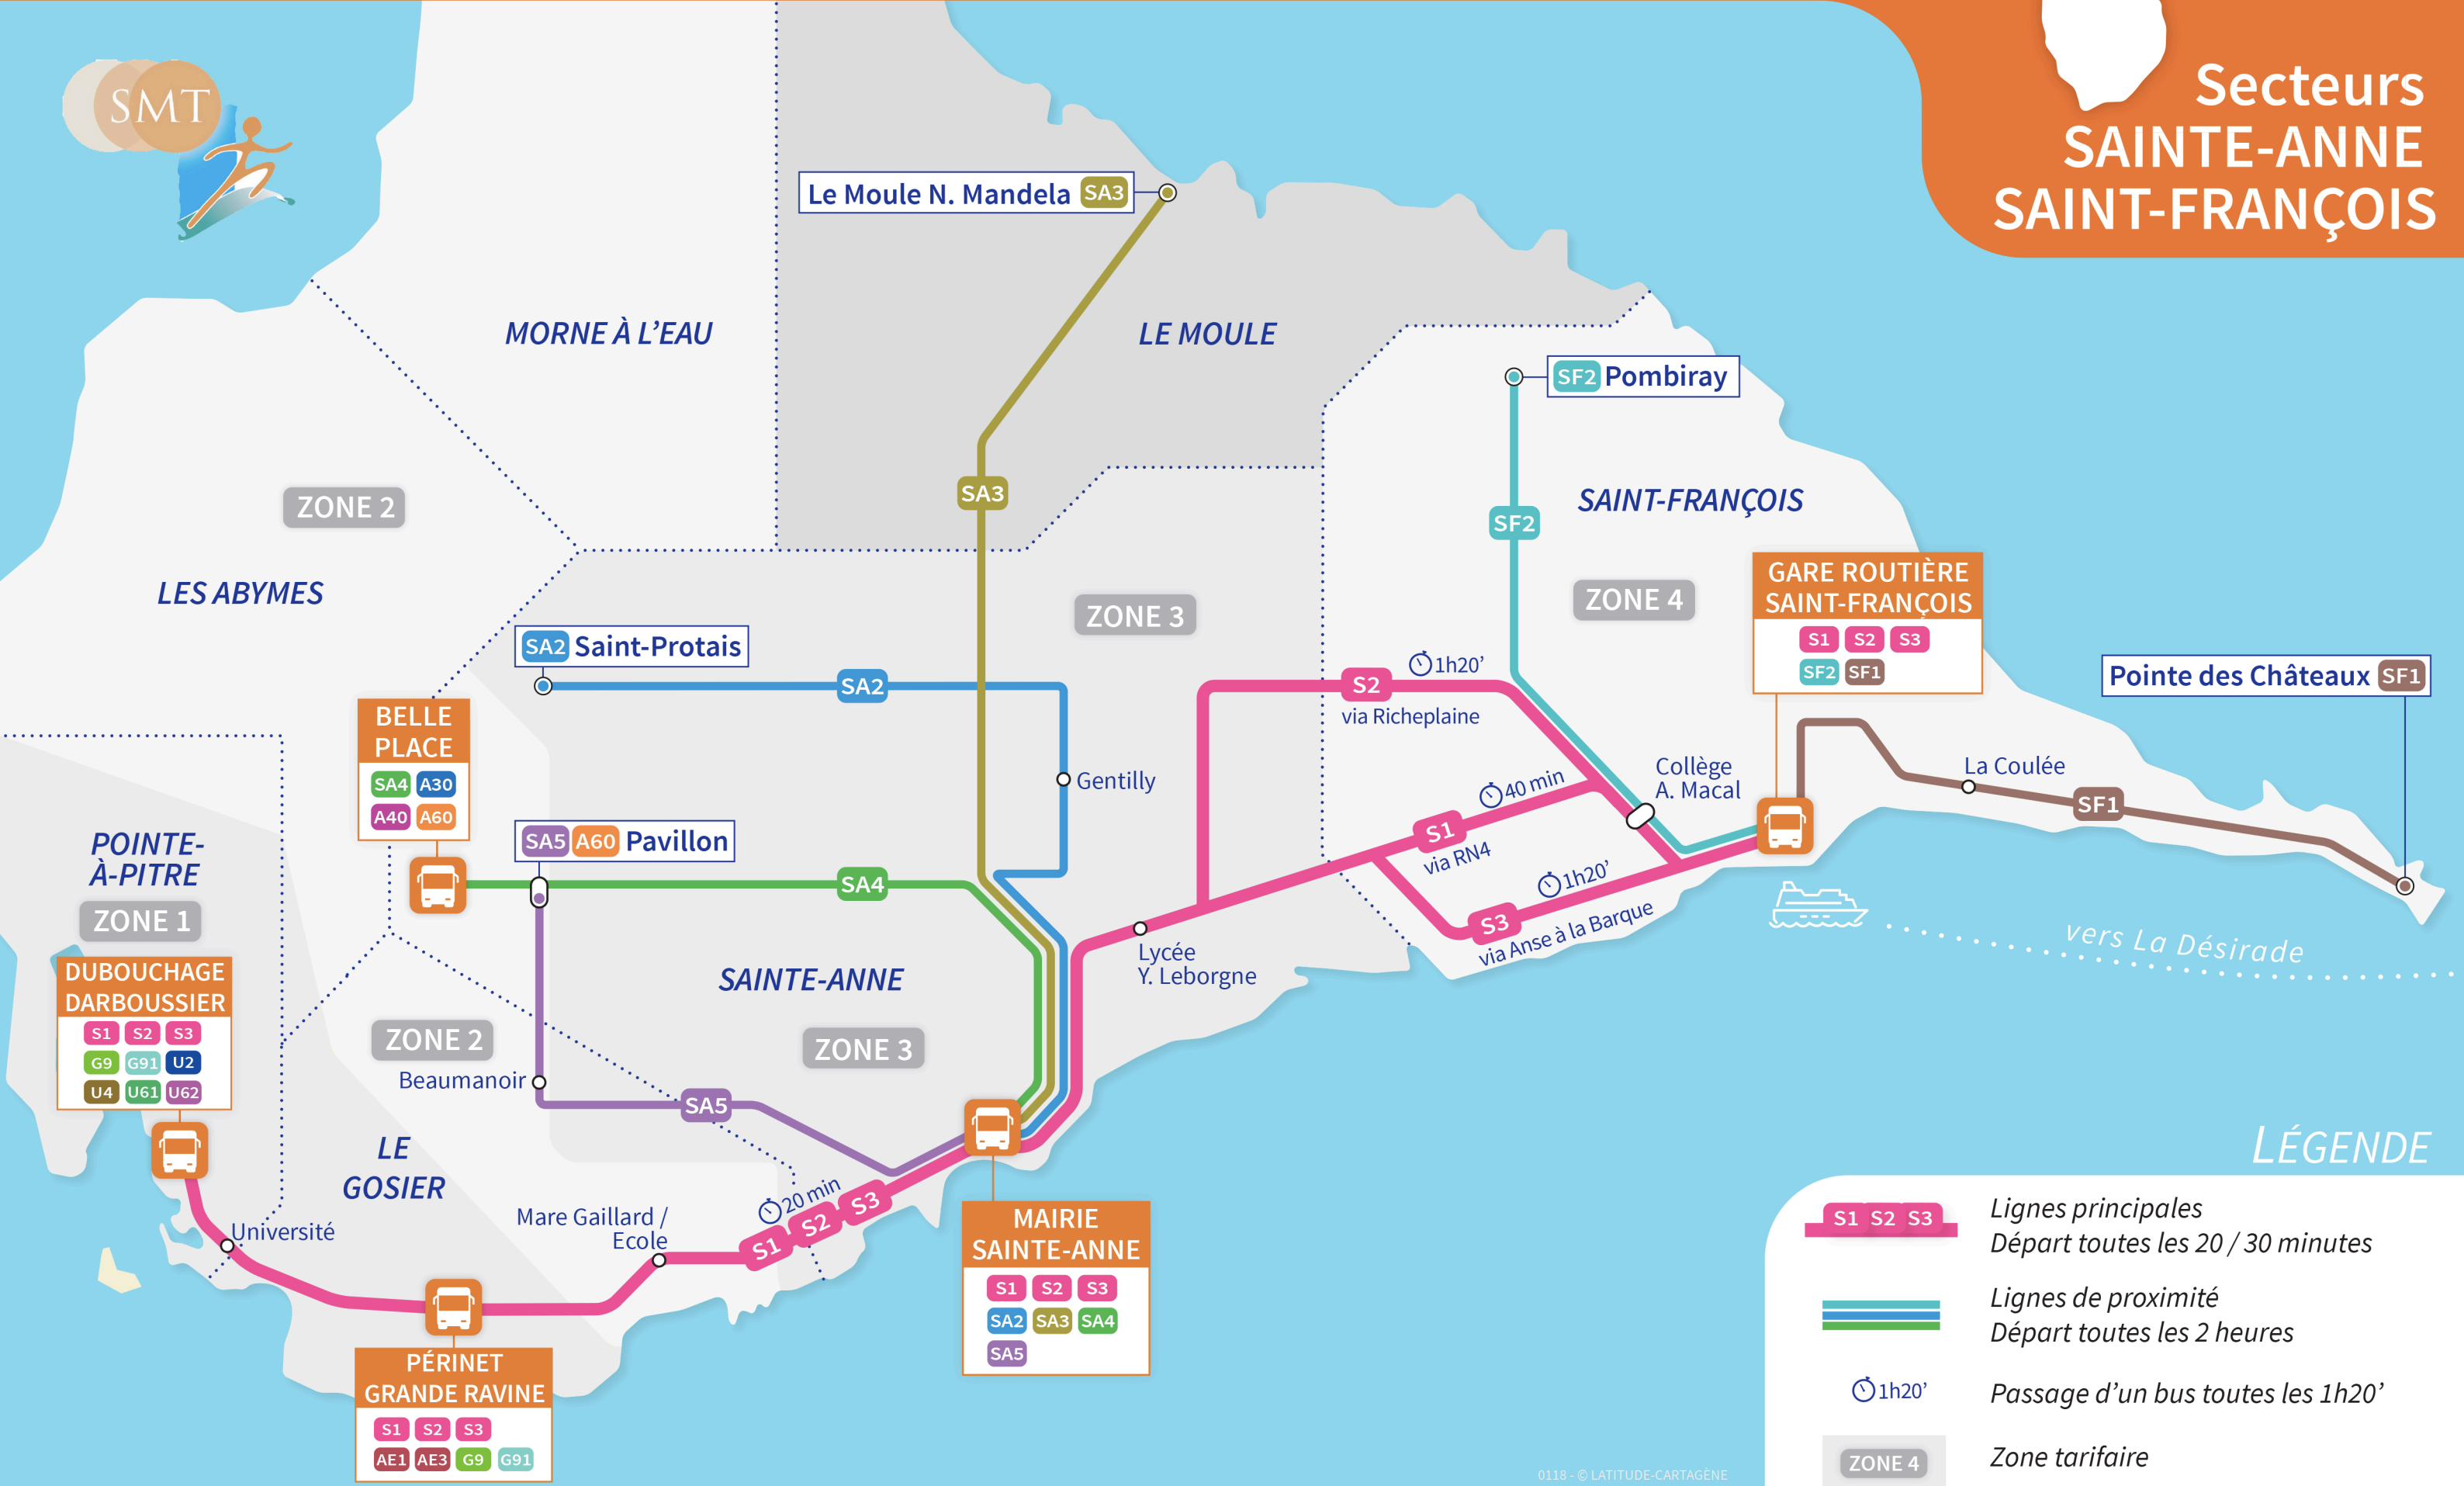 SMT
Secteurs
SAINTE-ANNE
SAINT-FRANÇOIS
Le Moule N. Mandela SA3
MORNE À L’EAU
LE MOULE
SF2 Pombiray
SA3
ZONE 2
SAINT-FRANÇOIS
SF2
LES ABYMES
ZONE 3
ZONE 4
GARE ROUTIÈRE
SAINT-FRANÇOIS
S1 S2 S3
SF2 SF1
SA2 Saint-Protais
SA2
S2
1h20’
via Richeplaine
Pointe des Châteaux SF1
BELLE
PLACE
SA4 A30
A40 A60
Gentilly
Collège
A. Macal
La Coulée
SF1
40 min
S1
via RN4
POINTE-
À-PITRE
ZONE 1
SA5 A60 Pavillon
SA4
1h20’
S3
via Anse à la Barque
vers La Désirade
Lycée
Y. Leborgne
DUBOUCHAGE
DARBOUSSIER
S1 S2 S3
G9 G91 U2
U4 U61 U62
SAINTE-ANNE
ZONE 2
ZONE 3
Beaumanoir
SA5
LE
GOSIER
Université
Mare Gaillard /
Ecole
20 min
S1 S2 S3
MAIRIE
SAINTE-ANNE
S1 S2 S3
SA2 SA3 SA4
SA5
PÉRINET
GRANDE RAVINE
S1 S2 S3
AE1 AE3 G9 G91
LÉGENDE
S1 S2 S3
Lignes principales
Départ toutes les 20 / 30 minutes
Lignes de proximité
Départ toutes les 2 heures
1h20’
Passage d’un bus toutes les 1h20’
ZONE 4
Zone tarifaire
0118 - © LATITUDE-CARTAGÈNE